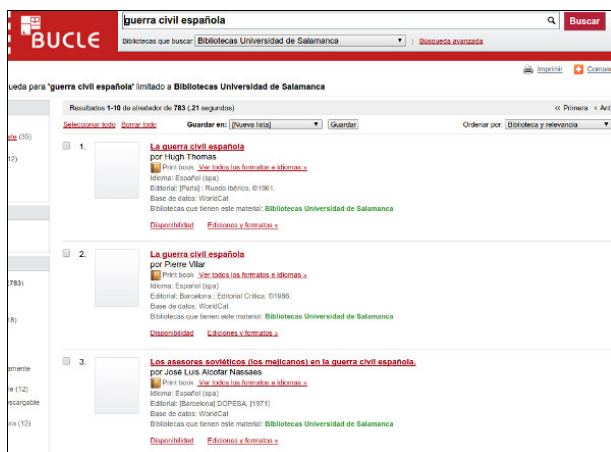 BUCLE
guerra civil española
Buscar
Bibliotecas que buscar Bibliotecas Universidad de Salamanca
Búsqueda avanzada
Imprimir
Compar
ueda para 'guerra civil española' limitado a Bibliotecas Universidad de Salamanca
Resultados 1-10 de alrededor de 783 (,21 segundos)
« Primera ‹ Ant
Seleccionar todo Borrar todo Guardar en: [Nueva lista] Guardar Ordenar por: Biblioteca y relevancia
(35)
12)
1. La guerra civil española
por Hugh Thomas
Print book Ver todos los formatos e idiomas »
Idioma: Español (spa)
Editorial: [París] : Ruedo ibérico, ©1961.
Base de datos: WorldCat
Bibliotecas que tienen este material: Bibliotecas Universidad de Salamanca
Disponibilidad Ediciones y formatos »
2. La guerra civil española
por Pierre Vilar
Print book Ver todos los formatos e idiomas »
Idioma: Español (spa)
Editorial: Barcelona : Editorial Crítica, ©1986.
Base de datos: WorldCat
Bibliotecas que tienen este material: Bibliotecas Universidad de Salamanca
Disponibilidad Ediciones y formatos »
(783)
8)
3. Los asesores soviéticos (los mejicanos) en la guerra civil española.
por José Luis Alcofar Nassaes
Print book Ver todos los formatos e idiomas »
Idioma: Español (spa)
Editorial: [Barcelona] DOPESA, [1971]
Base de datos: WorldCat
Bibliotecas que tienen este material: Bibliotecas Universidad de Salamanca
Disponibilidad Ediciones y formatos »
amente
re (12)
escargable
ra (12)